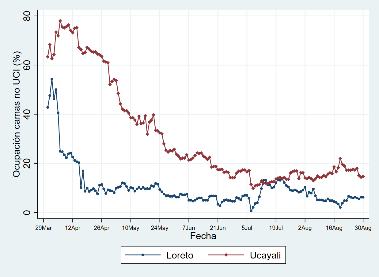 Ocupación camas no UCI (%)
80
60
40
20
0
29Mar 12Apr 26Apr 10May 24May 7Jun 21Jun 5Jul 19Jul 2Aug 16Aug 30Aug
Fecha
Loreto Ucayali